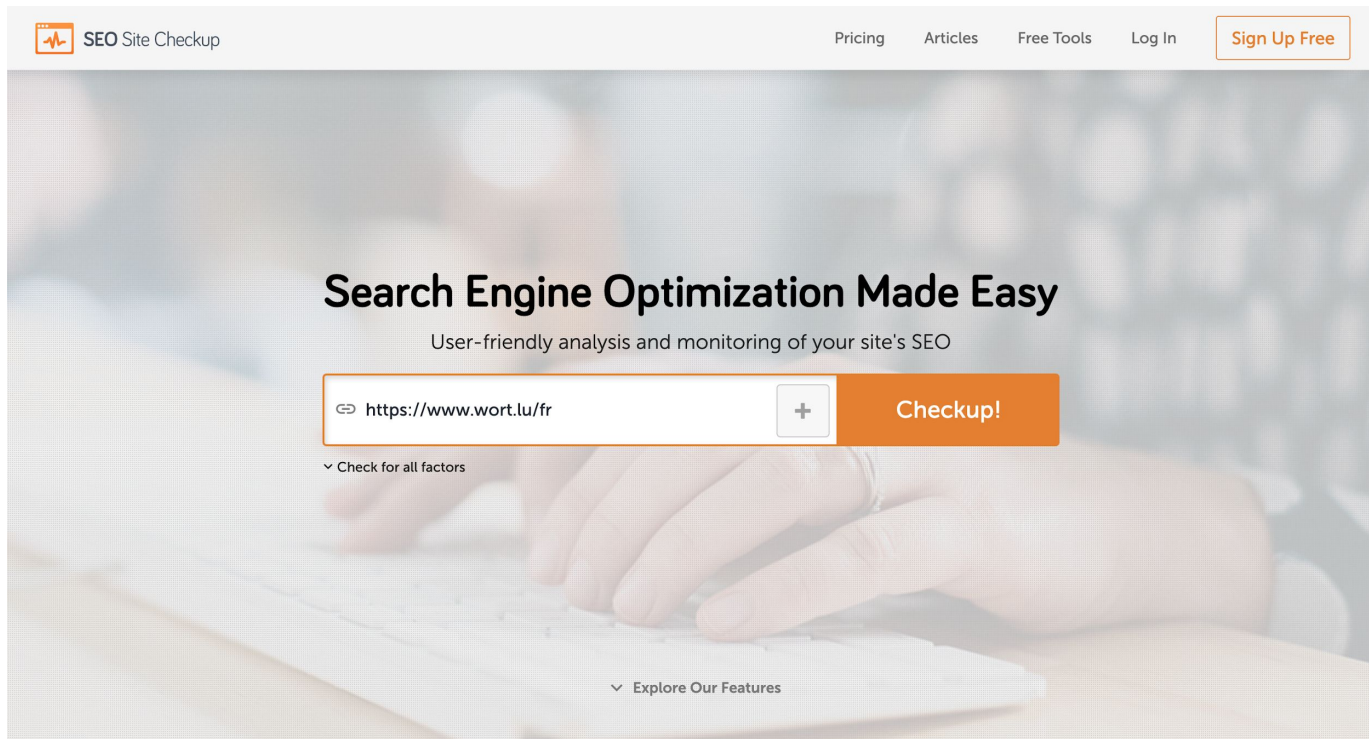 SEO Site Checkup
Pricing Articles Free Tools Log In Sign Up Free
Search Engine Optimization Made Easy
User-friendly analysis and monitoring of your site's SEO
https://www.wort.lu/fr + Checkup!
Check for all factors
Explore Our Features